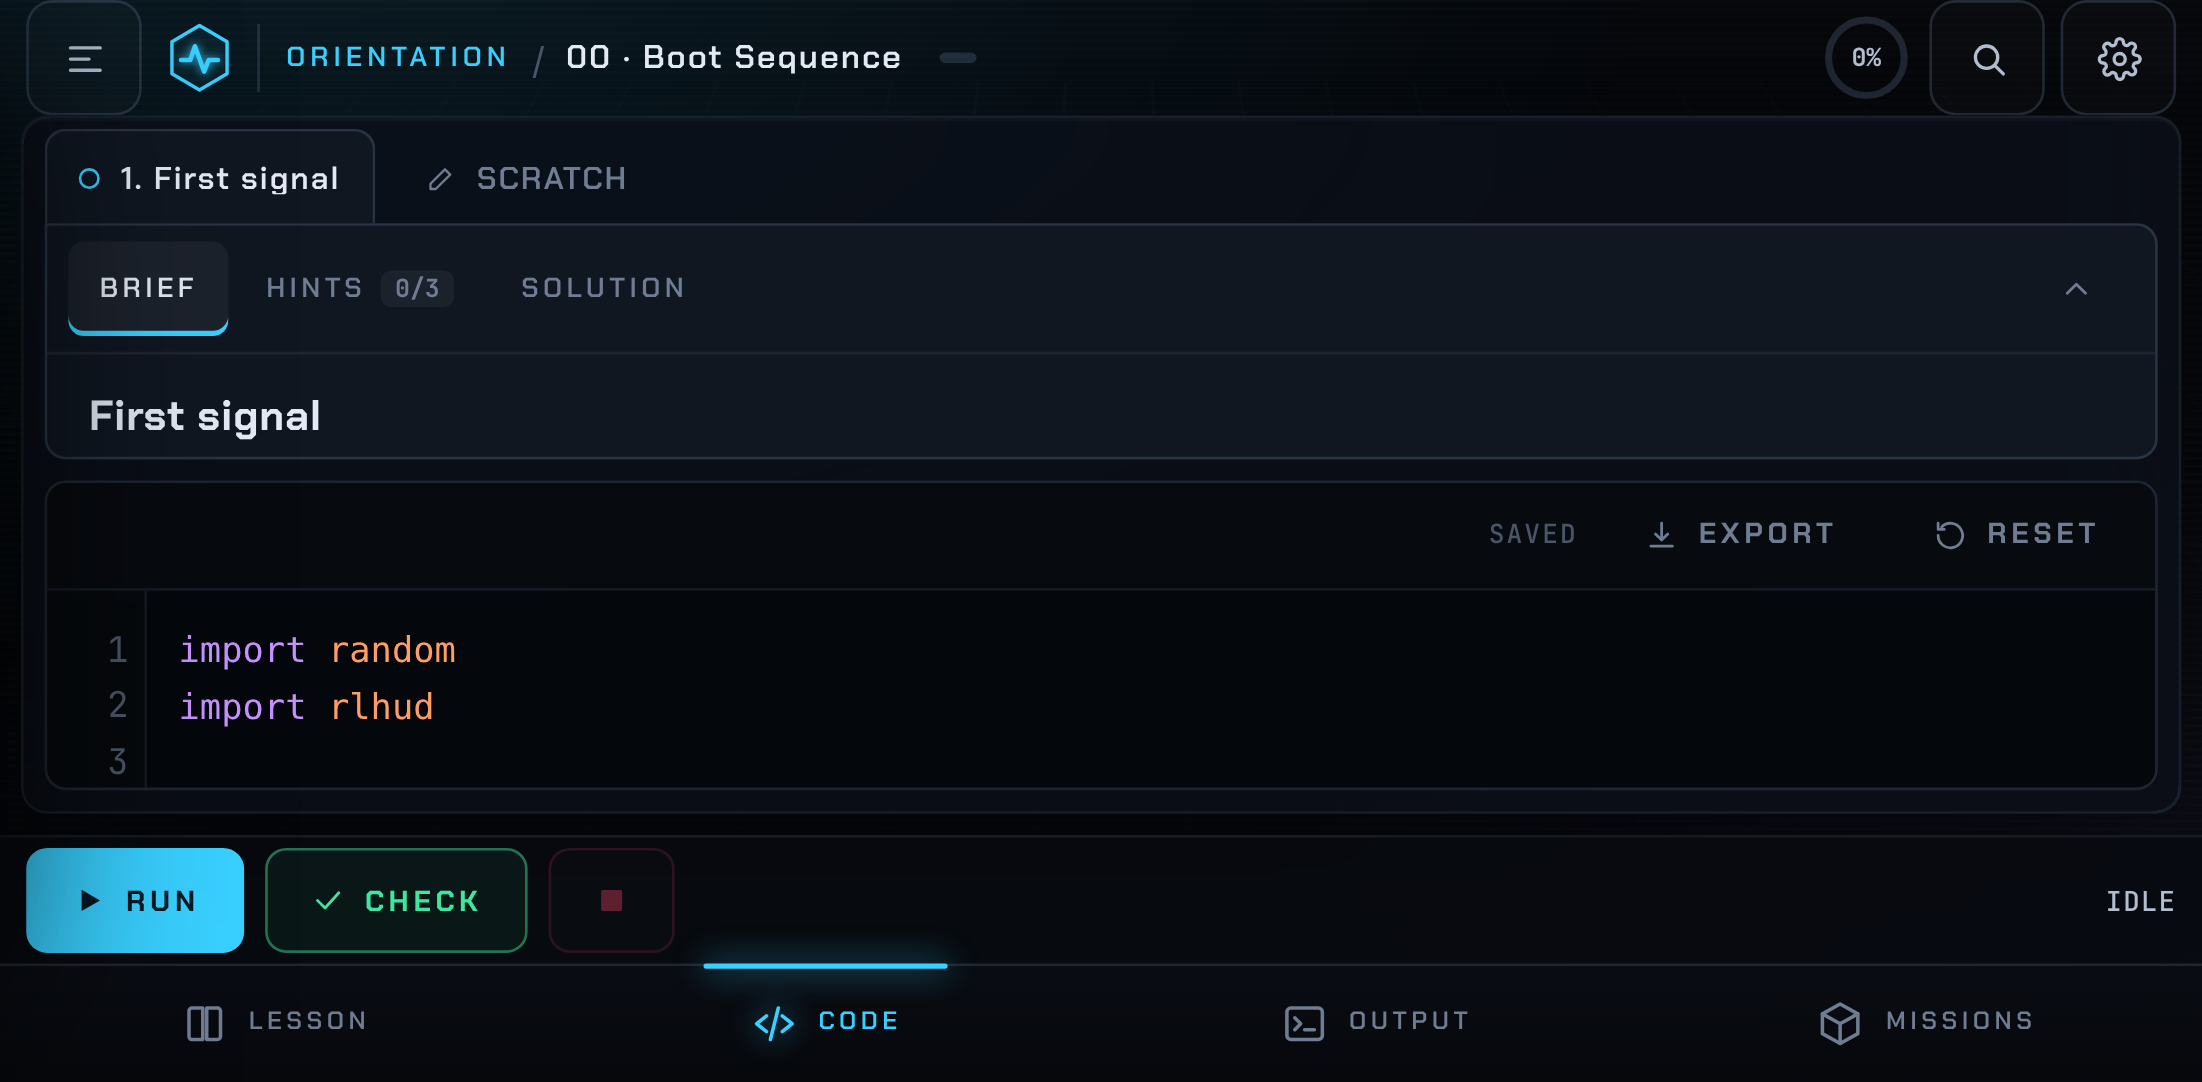 ORIENTATION / 00 · Boot Sequence 0%
1. First signal SCRATCH
BRIEF HINTS 0/3 SOLUTION
First signal
SAVED EXPORT RESET
1 import random
2 import rlhud
3
RUN CHECK IDLE
LESSON CODE OUTPUT MISSIONS